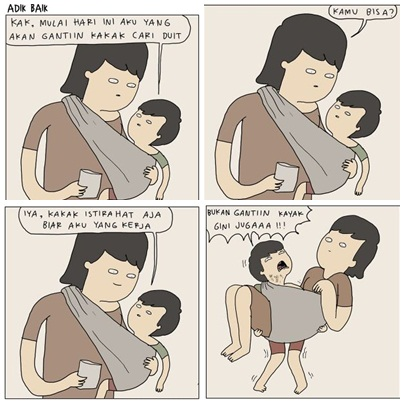 ADIK BAIK
KAK, MULAI HARI INI AKU YANG
AKAN GANTIIN KAKAK CARI DUIT
KAMU BISA?
IYA, KAKAK ISTIRAHAT AJA
BIAR AKU YANG KERJA
BUKAN GANTIIN KAYAK
GINI JUGAAA !!!